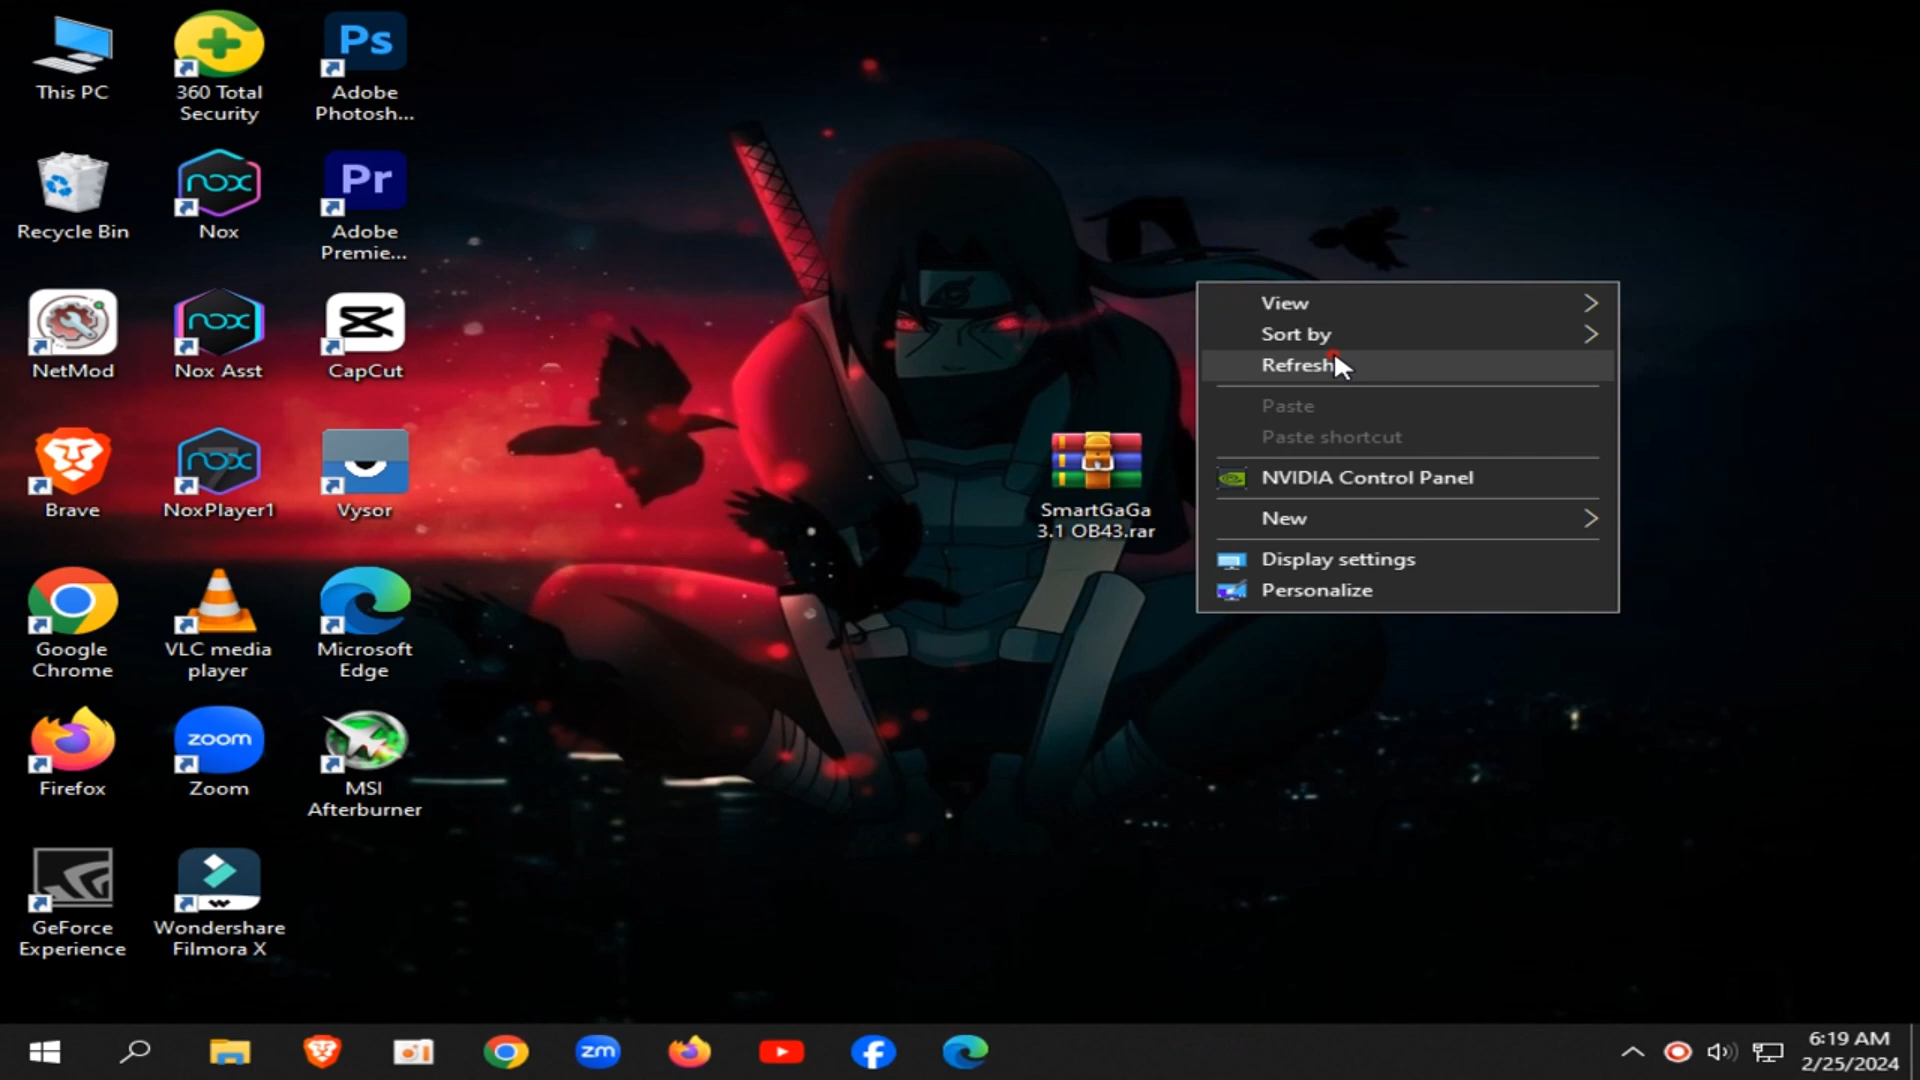 This PC
360 Total
Security
Ps
Adobe
Photosh...
Recycle Bin
nox
Nox
Pr
Adobe
Premie...
NetMod
nox
Nox Asst
CapCut
Brave
nox
NoxPlayer1
Vysor
SmartGaGa
3.1 OB43.rar
Google
Chrome
VLC media
player
Microsoft
Edge
Firefox
zoom
Zoom
MSI
Afterburner
GeForce
Experience
Wondershare
Filmora X
View
Sort by
Refresh
Paste
Paste shortcut
NVIDIA Control Panel
New
Display settings
Personalize
zm
6:19 AM
2/25/2024